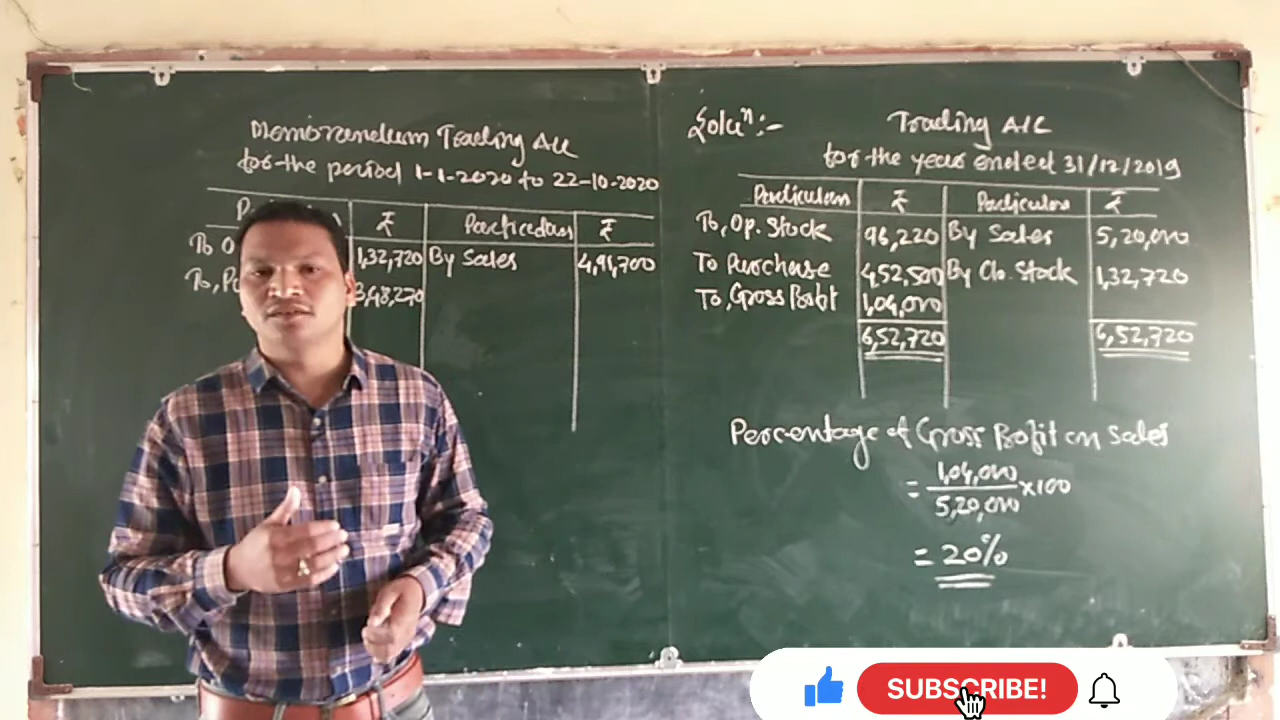 Memorandum Trading A/c
for the period 1-1-2020 to 22-10-2020
₹ Particulars ₹
To 1,32,720 By Sales 4,91,700
To, 3,48,270
Soluⁿ:-
Trading A/C
for the year ended 31/12/2019
Particulars ₹ Particulars ₹
To, Op. Stock 96,220 By Sales 5,20,000
To Purchase 4,52,500 By Clo. Stock 1,32,720
To, Gross Profit 1,04,000
6,52,720 6,52,720
Percentage of Gross Profit on Sales
= 1,04,000
5,20,000 ×100
= 20%
SUBSCRIBE!